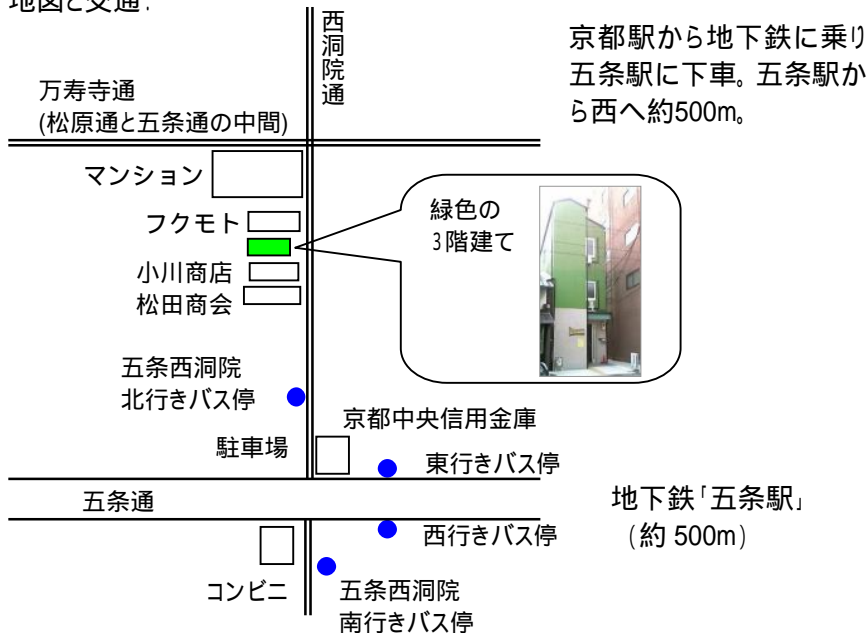 地図と交通:
西洞院通
京都駅から地下鉄に乗り
五条駅に下車。五条駅か
ら西へ約500m。
万寿寺通
(松原通と五条通の中間)
マンション
フクモト
緑色の
3階建て
小川商店
松田商会
五条西洞院
北行きバス停
京都中央信用金庫
駐車場
東行きバス停
五条通
地下鉄「五条駅」
(約 500m)
西行きバス停
コンビニ
五条西洞院
南行きバス停